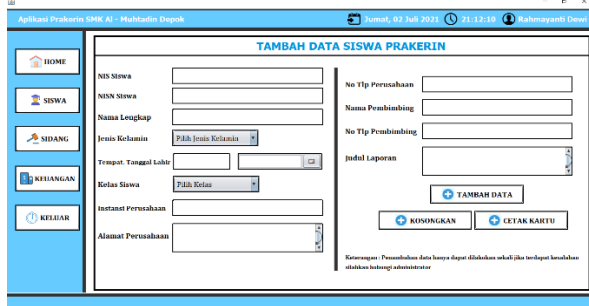 Aplikasi Prakerin SMK Al - Muhtadin Depok
Jumat, 02 Juli 2021 21:12:10 Rahmayanti Dewi
TAMBAH DATA SISWA PRAKERIN
HOME
SISWA
SIDANG
KEUANGAN
KELUAR
NIS Siswa
NISN Siswa
Nama Lengkap
Jenis Kelamin Pilih Jenis Kelamin
Tempat, Tanggal Lahir
Kelas Siswa Pilih Kelas
Instansi Perusahaan
Alamat Perusahaan
No Tlp Perusahaan
Nama Pembimbing
No Tlp Pembimbing
Judul Laporan
TAMBAH DATA
KOSONGKAN CETAK KARTU
Keterangan : Penambahan data hanya dapat dilakukan sekali jika terdapat kesalahan
silahkan hubungi administrator